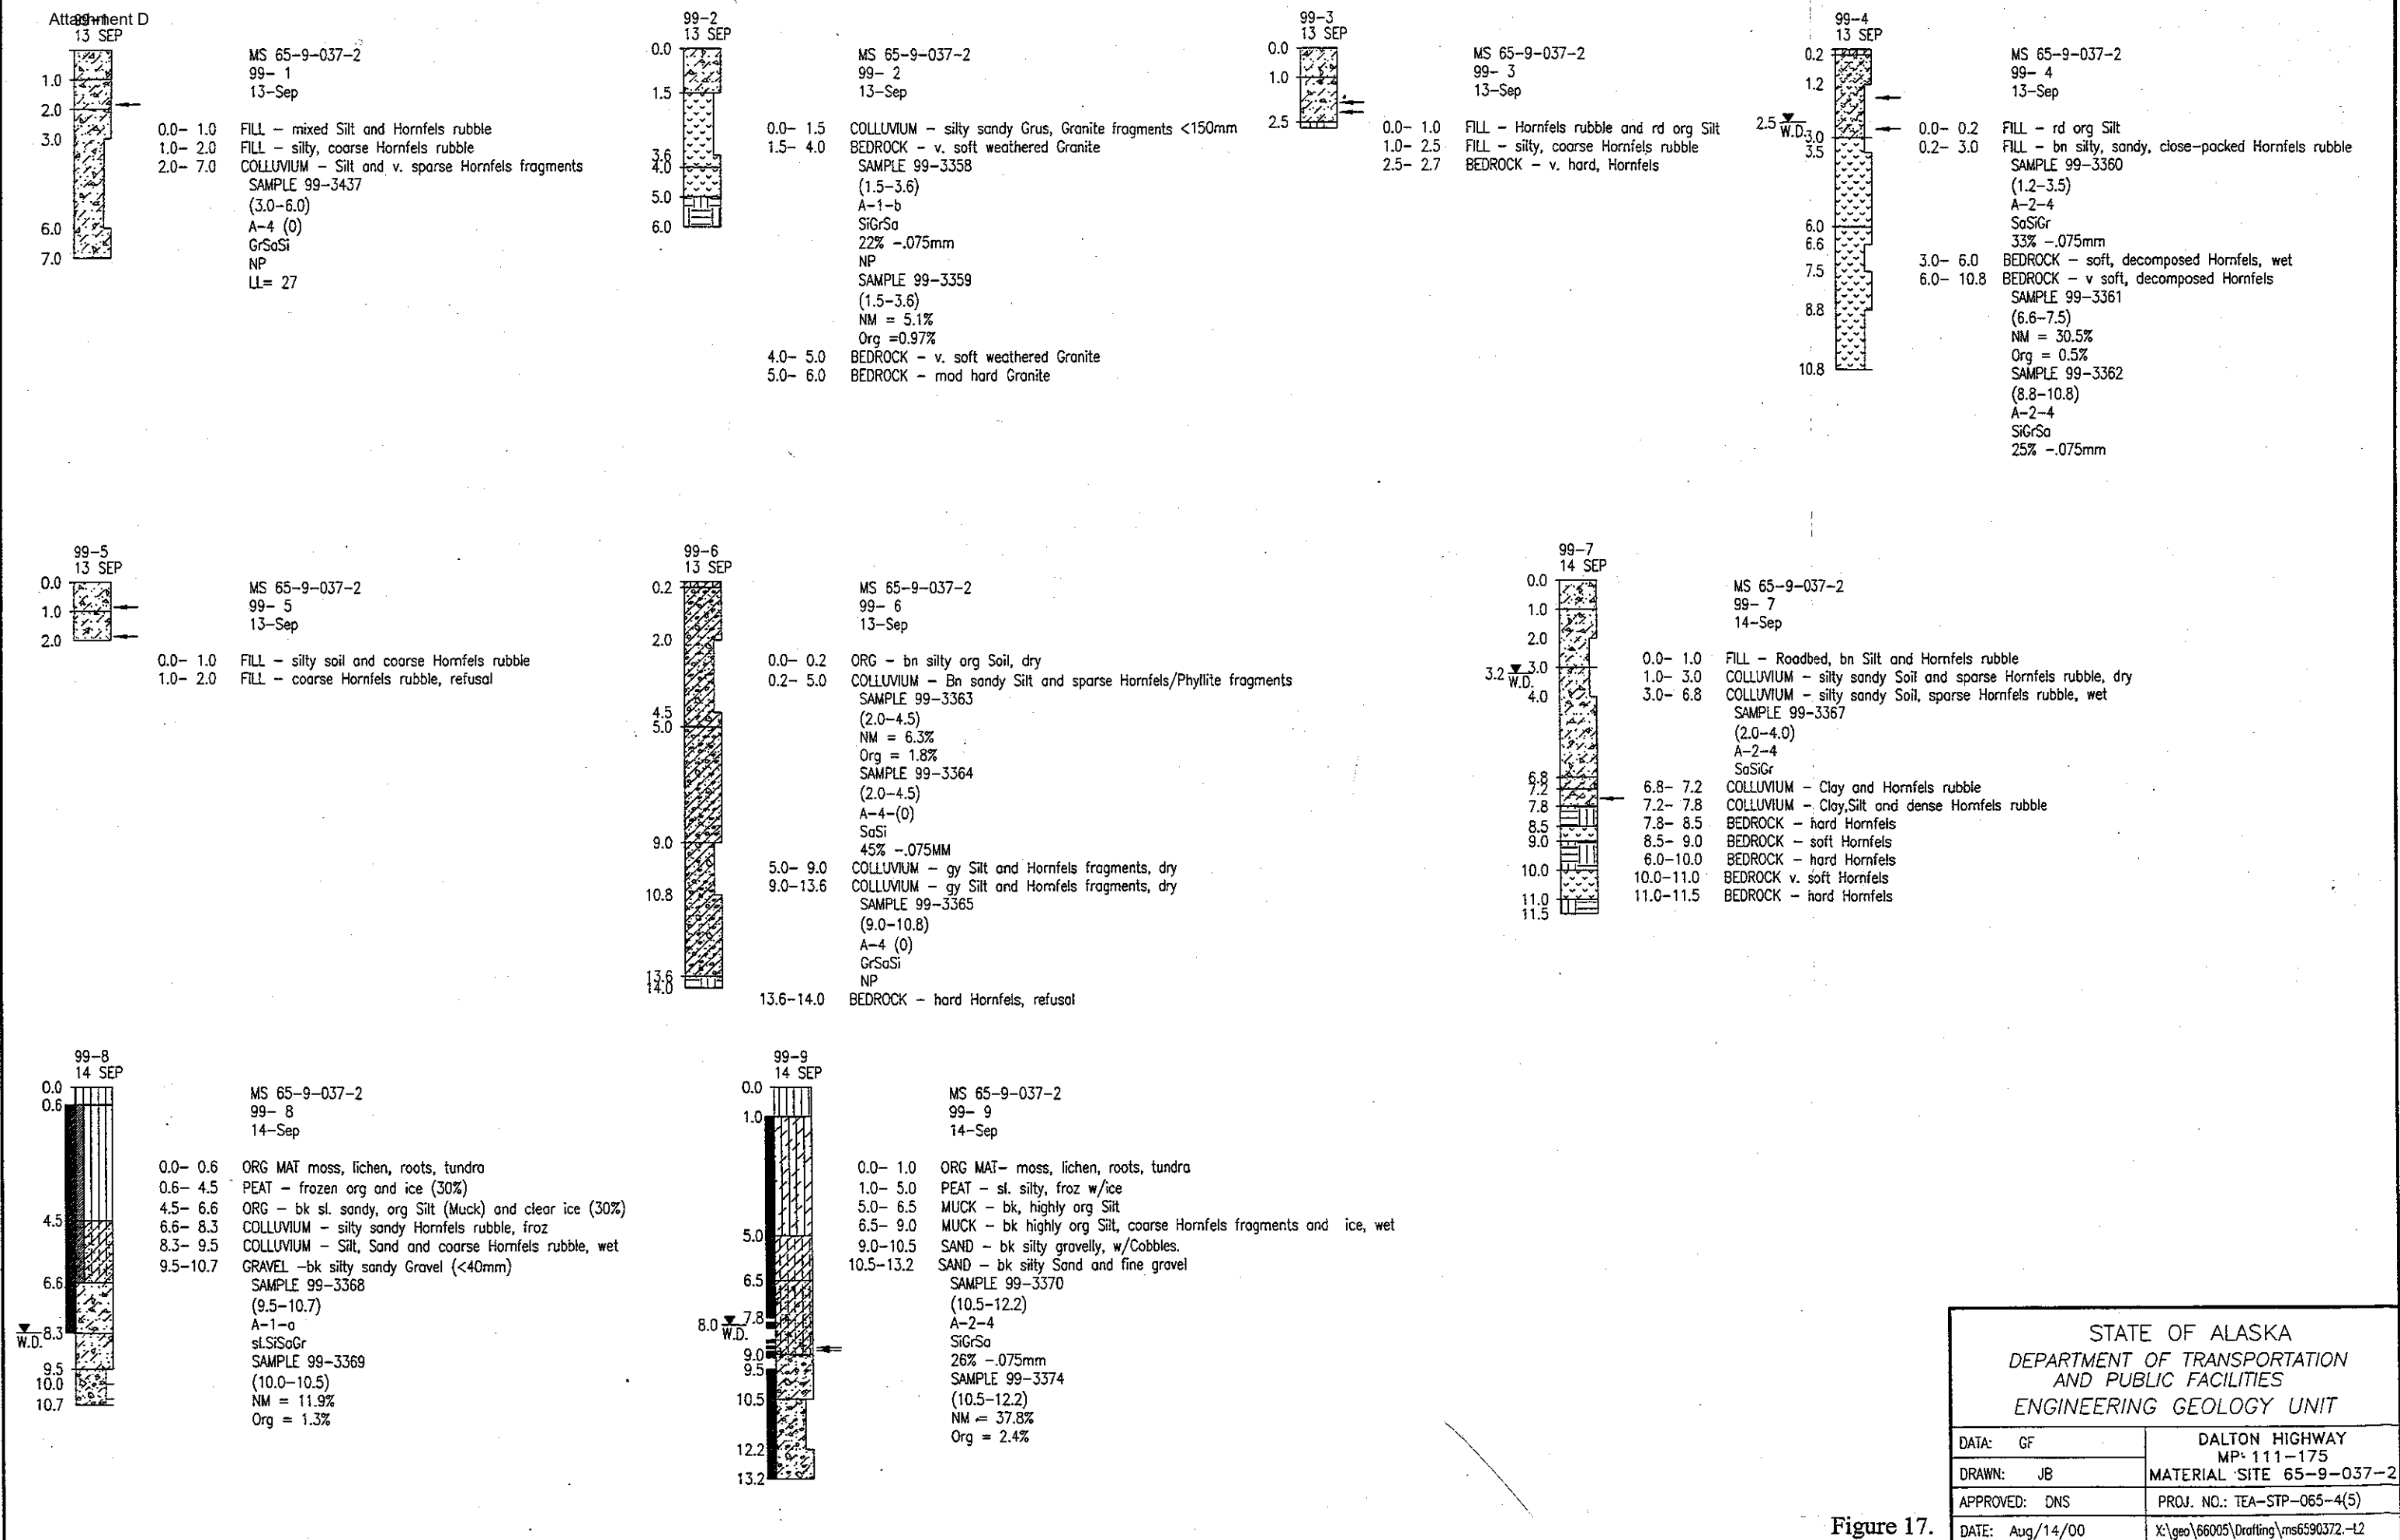 Attachment D
99-1
13 SEP
1.0
2.0
3.0
6.0
7.0
MS 65-9-037-2
99- 1
13-Sep
0.0- 1.0 FILL - mixed Silt and Hornfels rubble
1.0- 2.0 FILL - silty, coarse Hornfels rubble
2.0- 7.0 COLLUVIUM - Silt and v. sparse Hornfels fragments
SAMPLE 99-3437
(3.0-6.0)
A-4 (0)
GrSaSi
NP
LL= 27
99-2
13 SEP
0.0
1.5
3.6
4.0
5.0
6.0
MS 65-9-037-2
99- 2
13-Sep
0.0- 1.5 COLLUVIUM - silty sandy Grus, Granite fragments <150mm
1.5- 4.0 BEDROCK - v. soft weathered Granite
SAMPLE 99-3358
(1.5-3.6)
A-1-b
SiGrSa
22% -.075mm
NP
SAMPLE 99-3359
(1.5-3.6)
NM = 5.1%
Org =0.97%
4.0- 5.0 BEDROCK - v. soft weathered Granite
5.0- 6.0 BEDROCK - mod hard Granite
99-3
13 SEP
0.0
1.0
2.5
MS 65-9-037-2
99- 3
13-Sep
0.0- 1.0 FILL - Hornfels rubble and rd org Silt
1.0- 2.5 FILL - silty, coarse Hornfels rubble
2.5- 2.7 BEDROCK - v. hard, Hornfels
99-4
13 SEP
0.2
1.2
2.5 W.D.
3.0
3.5
6.0
6.6
7.5
8.8
10.8
MS 65-9-037-2
99- 4
13-Sep
0.0- 0.2 FILL - rd org Silt
0.2- 3.0 FILL - bn silty, sandy, close-packed Hornfels rubble
SAMPLE 99-3360
(1.2-3.5)
A-2-4
SaSiGr
33% -.075mm
3.0- 6.0 BEDROCK - soft, decomposed Hornfels, wet
6.0- 10.8 BEDROCK - v soft, decomposed Hornfels
SAMPLE 99-3361
(6.6-7.5)
NM = 30.5%
Org = 0.5%
SAMPLE 99-3362
(8.8-10.8)
A-2-4
SiGrSa
25% -.075mm
99-5
13 SEP
0.0
1.0
2.0
MS 65-9-037-2
99- 5
13-Sep
0.0- 1.0 FILL - silty soil and coarse Hornfels rubble
1.0- 2.0 FILL - coarse Hornfels rubble, refusal
99-6
13 SEP
0.2
2.0
4.5
5.0
9.0
10.8
13.6
14.0
MS 65-9-037-2
99- 6
13-Sep
0.0- 0.2 ORG - bn silty org Soil, dry
0.2- 5.0 COLLUVIUM - Bn sandy Silt and sparse Hornfels/Phyllite fragments
SAMPLE 99-3363
(2.0-4.5)
NM = 6.3%
Org = 1.8%
SAMPLE 99-3364
(2.0-4.5)
A-4-(0)
SaSi
45% -.075MM
5.0- 9.0 COLLUVIUM - gy Silt and Hornfels fragments, dry
9.0-13.6 COLLUVIUM - gy Silt and Hornfels fragments, dry
SAMPLE 99-3365
(9.0-10.8)
A-4 (0)
GrSaSi
NP
13.6-14.0 BEDROCK - hard Hornfels, refusal
99-7
14 SEP
0.0
1.0
2.0
3.0
3.2 W.D.
4.0
6.8
7.2
7.8
8.5
9.0
10.0
11.0
11.5
MS 65-9-037-2
99- 7
14-Sep
0.0- 1.0 FILL - Roadbed, bn Silt and Hornfels rubble
1.0- 3.0 COLLUVIUM - silty sandy Soil and sparse Hornfels rubble, dry
3.0- 6.8 COLLUVIUM - silty sandy Soil, sparse Hornfels rubble, wet
SAMPLE 99-3367
(2.0-4.0)
A-2-4
SaSiGr
6.8- 7.2 COLLUVIUM - Clay and Hornfels rubble
7.2- 7.8 COLLUVIUM - Clay,Silt and dense Hornfels rubble
7.8- 8.5 BEDROCK - hard Hornfels
8.5- 9.0 BEDROCK - soft Hornfels
6.0-10.0 BEDROCK - hard Hornfels
10.0-11.0 BEDROCK v. soft Hornfels
11.0-11.5 BEDROCK - hard Hornfels
99-8
14 SEP
0.0
0.6
4.5
6.6
W.D. 8.3
9.5
10.0
10.7
MS 65-9-037-2
99- 8
14-Sep
0.0- 0.6 ORG MAT moss, lichen, roots, tundra
0.6- 4.5 PEAT - frozen org and ice (30%)
4.5- 6.6 ORG - bk sl. sandy, org Silt (Muck) and clear ice (30%)
6.6- 8.3 COLLUVIUM - silty sandy Hornfels rubble, froz
8.3- 9.5 COLLUVIUM - Silt, Sand and coarse Hornfels rubble, wet
9.5-10.7 GRAVEL -bk silty sandy Gravel (<40mm)
SAMPLE 99-3368
(9.5-10.7)
A-1-a
sl.SiSaGr
SAMPLE 99-3369
(10.0-10.5)
NM = 11.9%
Org = 1.3%
99-9
14 SEP
0.0
1.0
5.0
6.5
7.8
8.0 W.D.
9.0
9.5
10.5
12.2
13.2
MS 65-9-037-2
99- 9
14-Sep
0.0- 1.0 ORG MAT- moss, lichen, roots, tundra
1.0- 5.0 PEAT - sl. silty, froz w/ice
5.0- 6.5 MUCK - bk, highly org Silt
6.5- 9.0 MUCK - bk highly org Silt, coarse Hornfels fragments and ice, wet
9.0-10.5 SAND - bk silty gravelly, w/Cobbles.
10.5-13.2 SAND - bk silty Sand and fine gravel
SAMPLE 99-3370
(10.5-12.2)
A-2-4
SiGrSa
26% -.075mm
SAMPLE 99-3374
(10.5-12.2)
NM = 37.8%
Org = 2.4%
Figure 17.
STATE OF ALASKA
DEPARTMENT OF TRANSPORTATION
AND PUBLIC FACILITIES
ENGINEERING GEOLOGY UNIT
DATA: GF
DRAWN: JB
APPROVED: DNS
DATE: Aug/14/00
DALTON HIGHWAY
MP: 111-175
MATERIAL SITE 65-9-037-2
PROJ. NO.: TEA-STP-065-4(5)
X:\geo\66005\Drafting\ms6590372.-L2